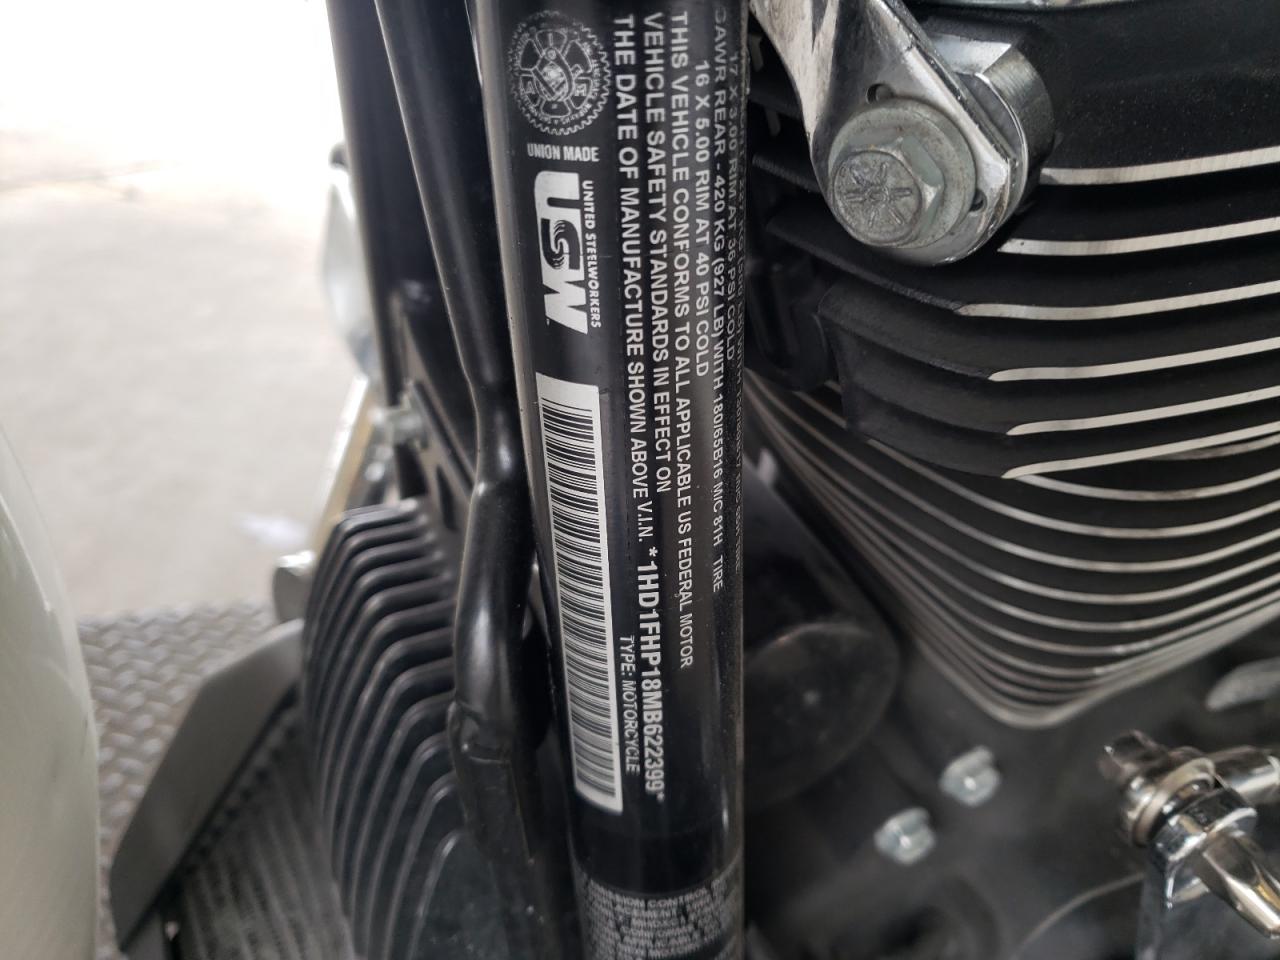 17 X 3.00 RIM AT 36 PSI COLD
GAWR REAR - 420 KG (927 LB) WITH 180/65B16 M/C 81H TIRE
16 X 5.00 RIM AT 40 PSI COLD
THIS VEHICLE CONFORMS TO ALL APPLICABLE US FEDERAL MOTOR
VEHICLE SAFETY STANDARDS IN EFFECT ON
THE DATE OF MANUFACTURE SHOWN ABOVE V.I.N. *1HD1FHP18MB622399*
TYPE: MOTORCYCLE
UNION MADE
UNITED STEELWORKERS
USW